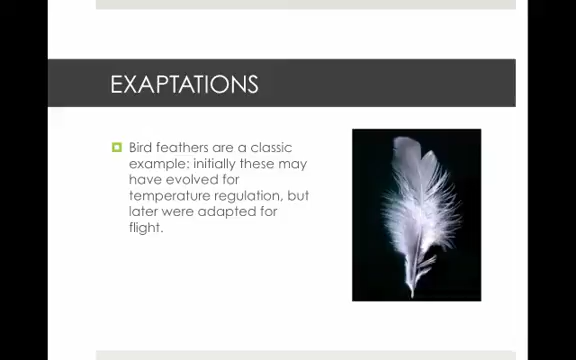 EXAPTATIONS
Bird feathers are a classic
example: initially these may
have evolved for
temperature regulation, but
later were adapted for
flight.